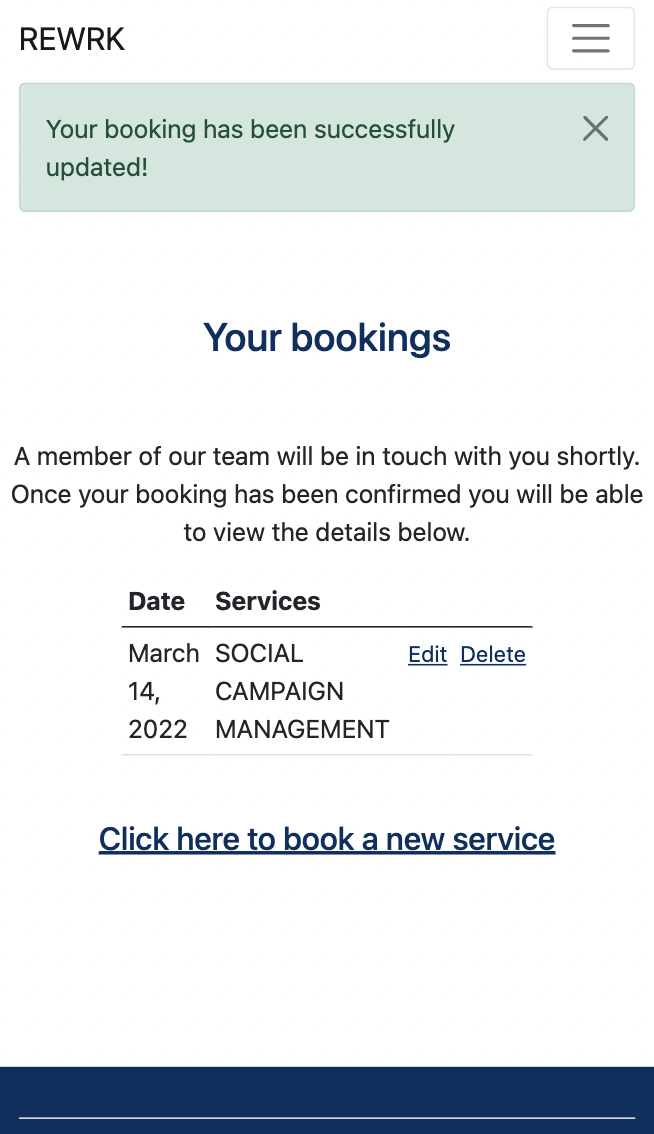 REWRK
Your booking has been successfully
updated!
Your bookings
A member of our team will be in touch with you shortly.
Once your booking has been confirmed you will be able
to view the details below.
Date Services
March SOCIAL Edit Delete
14, CAMPAIGN
2022 MANAGEMENT
Click here to book a new service